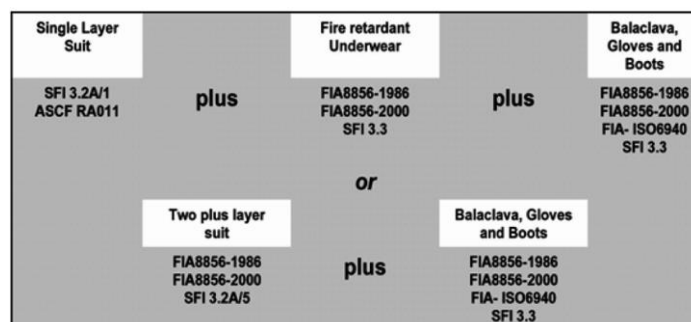 Single Layer
Suit
SFI 3.2A/1
ASCF RA011
plus
Fire retardant
Underwear
FIA8856-1986
FIA8856-2000
SFI 3.3
plus
Balaclava,
Gloves and
Boots
FIA8856-1986
FIA8856-2000
FIA- ISO6940
SFI 3.3
or
Two plus layer
suit
FIA8856-1986
FIA8856-2000
SFI 3.2A/5
plus
Balaclava, Gloves
and Boots
FIA8856-1986
FIA8856-2000
FIA- ISO6940
SFI 3.3